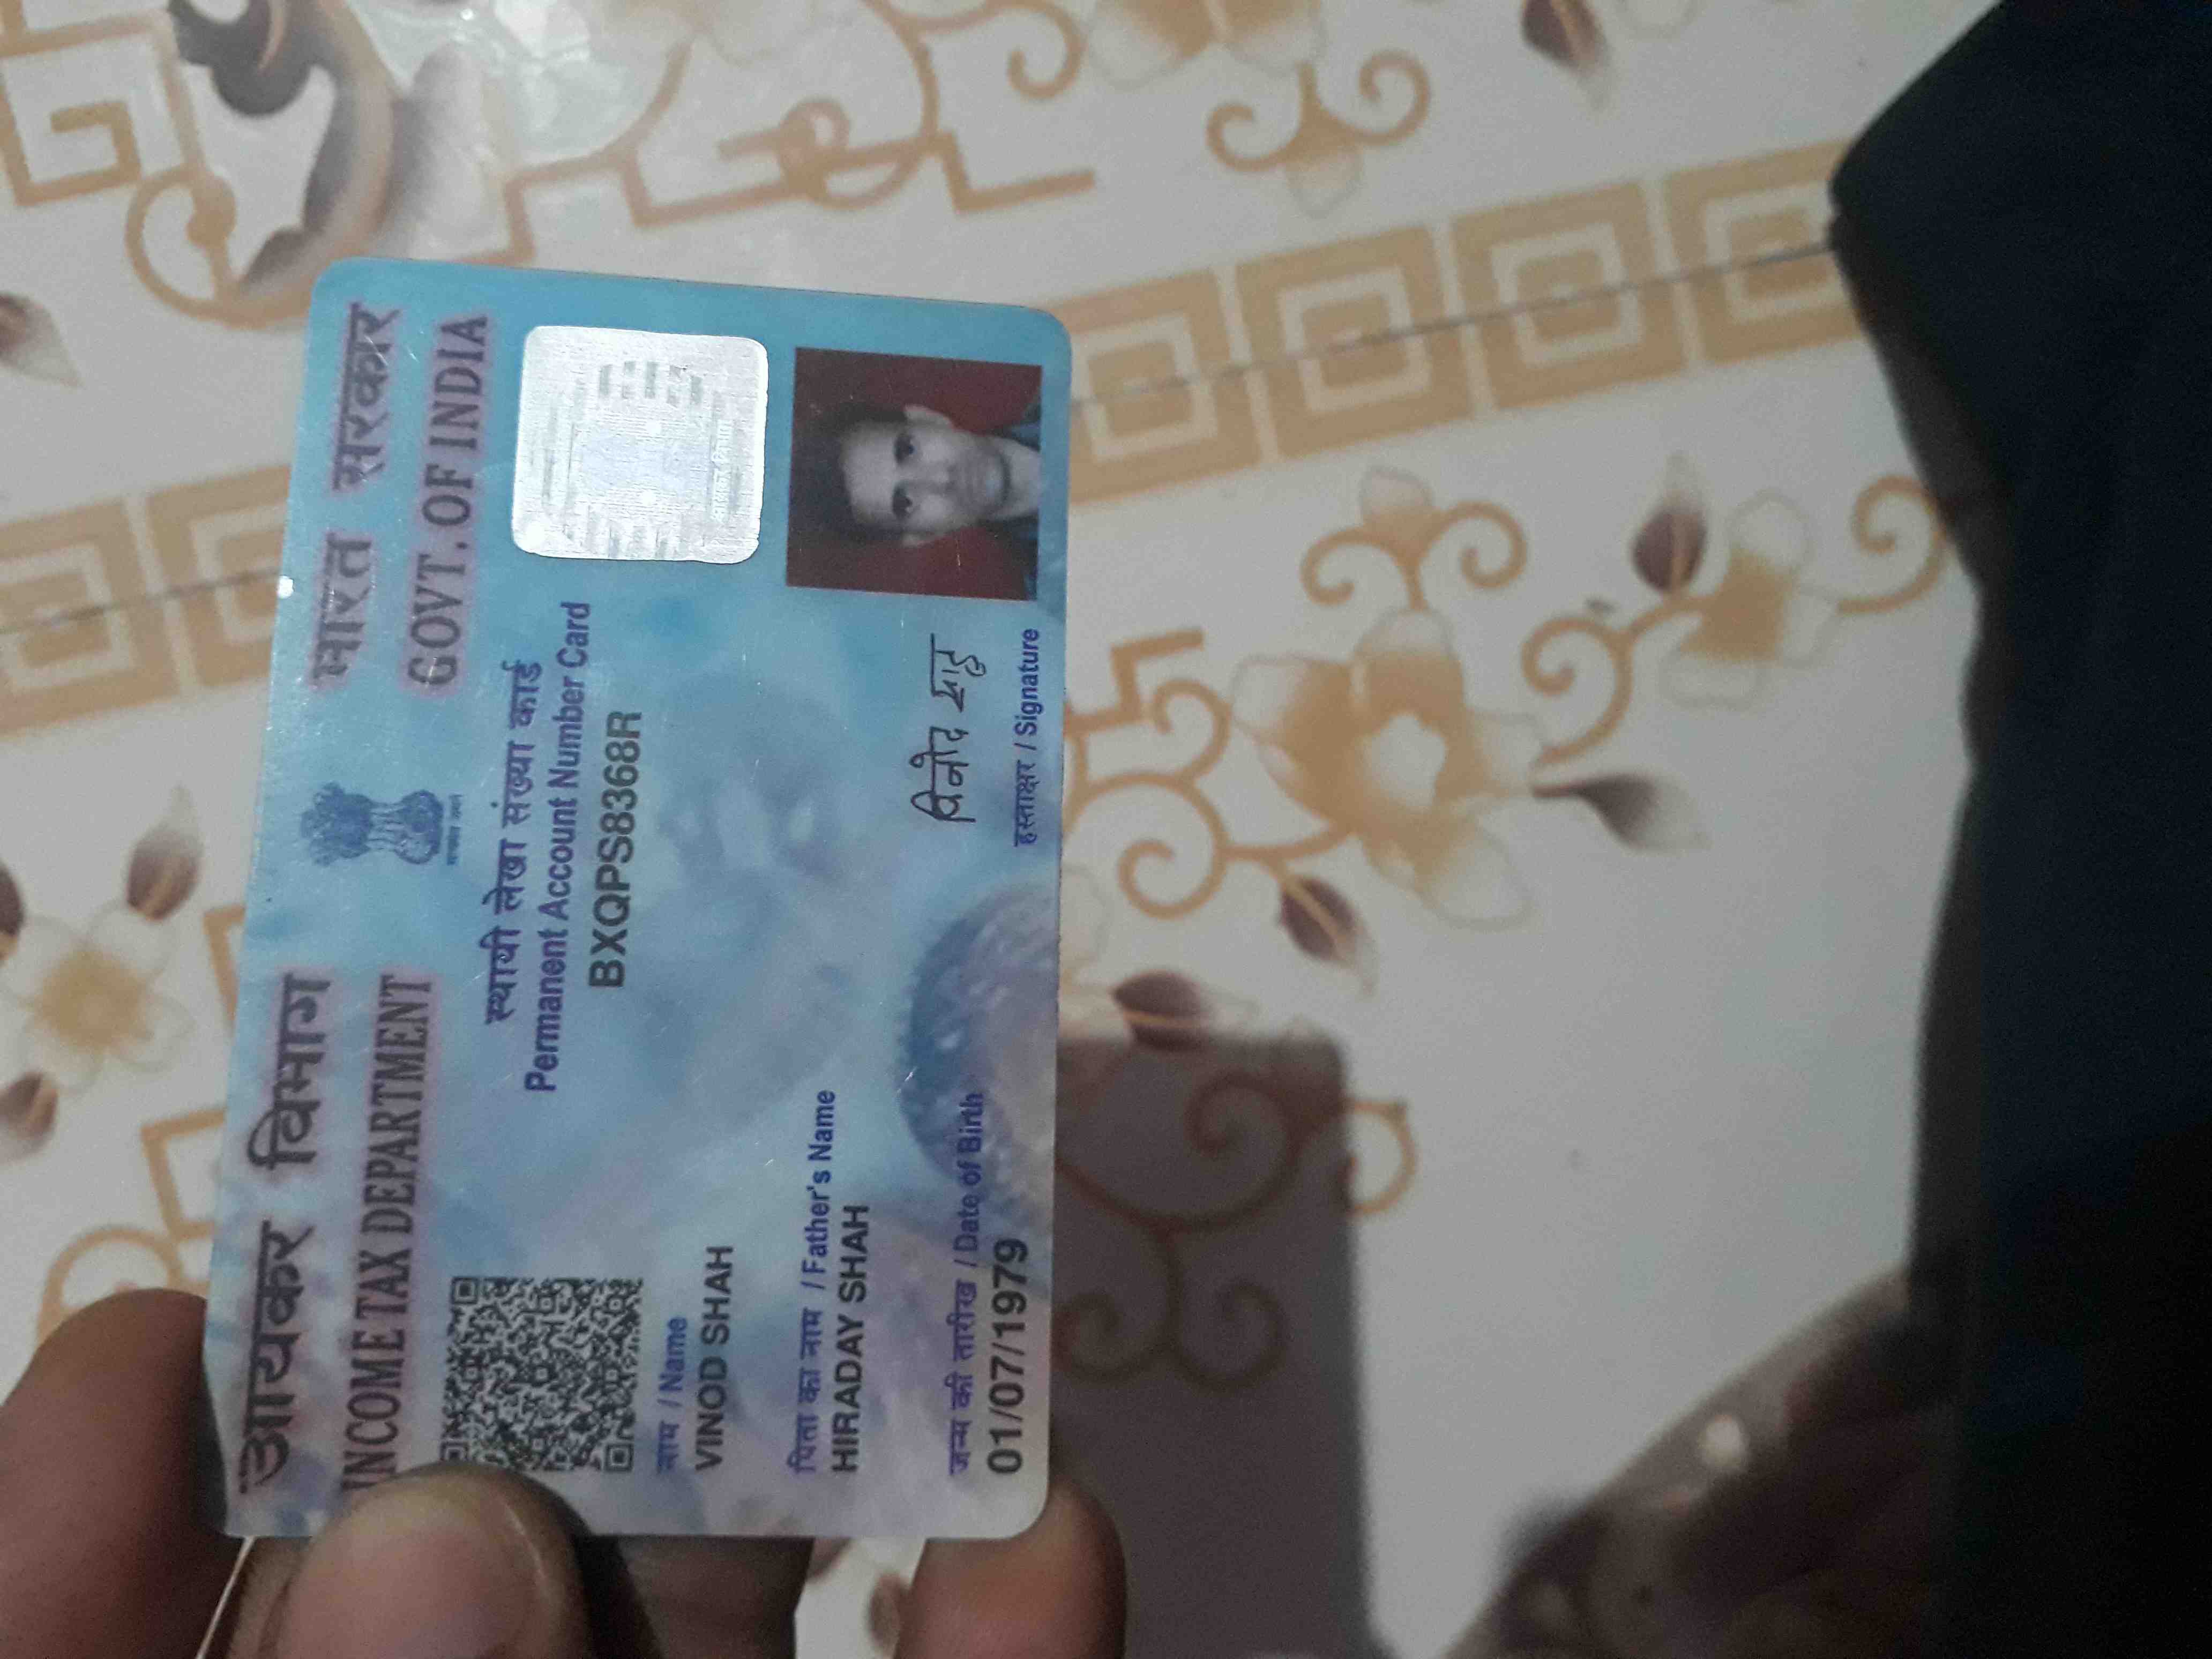 आयकर विभाग
INCOME TAX DEPARTMENT
भारत सरकार
GOVT. OF INDIA
स्थायी लेखा संख्या कार्ड
Permanent Account Number Card
BXQPS8368R
नाम / Name
VINOD SHAH
पिता का नाम / Father's Name
HIRADAY SHAH
जन्म की तारीख / Date of Birth
01/07/1979
विनोद साह
हस्ताक्षर / Signature